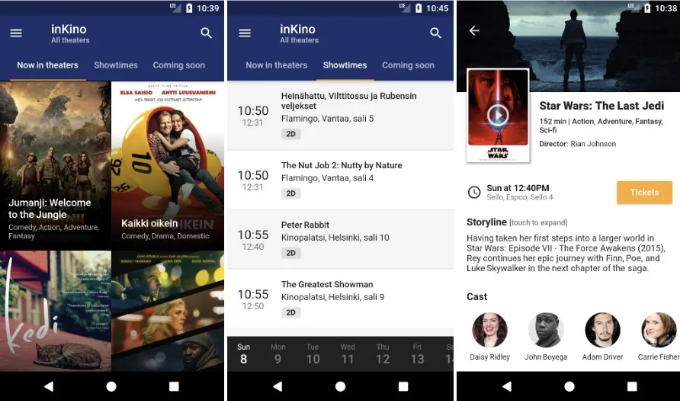 10:39
inKino
All theaters
Now in theaters
Showtimes
Coming soon
ELSA SAISIO
ANTTI LUUSUANIEMI
10
Jumanji: Welcome
to the Jungle
Comedy, Action, Adventure,
Fantasy
Kaikki oikein
Comedy, Drama, Domestic
kedi
10:45
inKino
All theaters
Now in theaters
Showtimes
Coming soon
10:50
12:31
Heinähattu, Vilttitossu ja Rubensin
veljekset
Flamingo, Vantaa, sali 5
2D
10:50
12:31
The Nut Job 2: Nutty by Nature
Flamingo, Vantaa, sali 4
2D
10:55
12:40
Peter Rabbit
Kinopalatsi, Helsinki, sali 10
2D
10:55
12:50
The Greatest Showman
Kinopalatsi, Helsinki, sali 9
2D
Sun Mon Tue Wed Thu Fri
8 9 10 11 12 13
10:38
STAR
WARS
Star Wars: The Last Jedi
152 min | Action, Adventure, Fantasy,
Sci-fi
Director: Rian Johnson
Sun at 12:40PM
Sello, Espoo, Sello 4
Tickets
Storyline [touch to expand]
Having taken her first steps into a larger world in
Star Wars: Episode VII - The Force Awakens (2015),
Rey continues her epic journey with Finn, Poe, and
Luke Skywalker in the next chapter of the saga.
Cast
Daisy Ridley
John Boyega
Adam Driver
Carrie Fisher